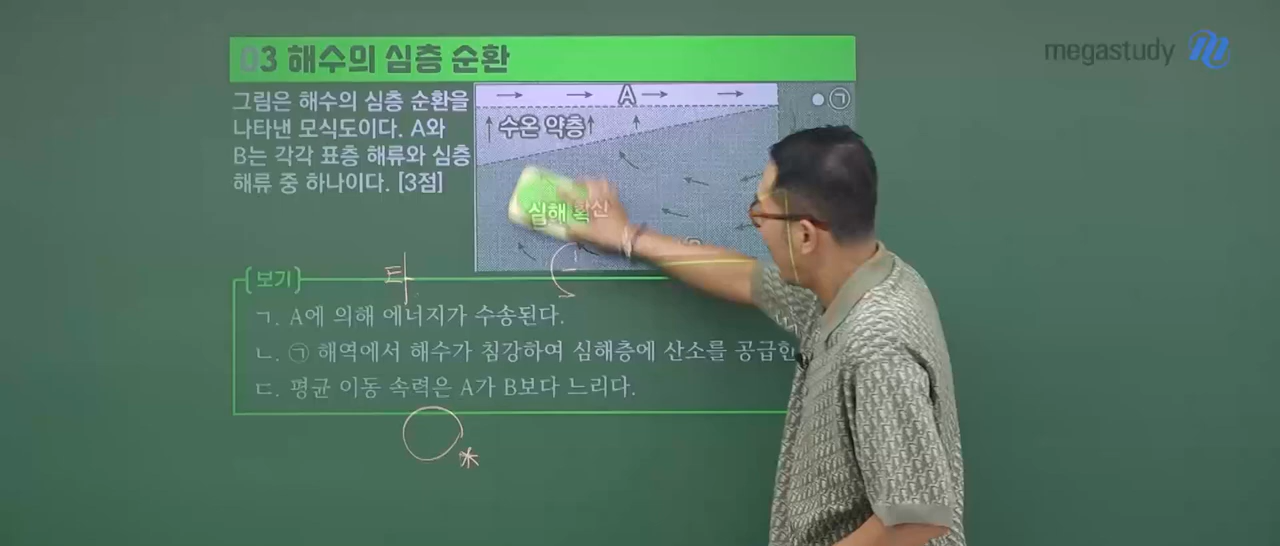 03 해수의 심층 순환
megastudy
그림은 해수의 심층 순환을
나타낸 모식도이다. A와
B는 각각 표층 해류와 심층
해류 중 하나이다. [3점]
A
㉠
수온 약층
심해 확산
[보기]
ㄱ. A에 의해 에너지가 수송된다.
ㄴ. ㉠ 해역에서 해수가 침강하여 심해층에 산소를 공급한
ㄷ. 평균 이동 속력은 A가 B보다 느리다.